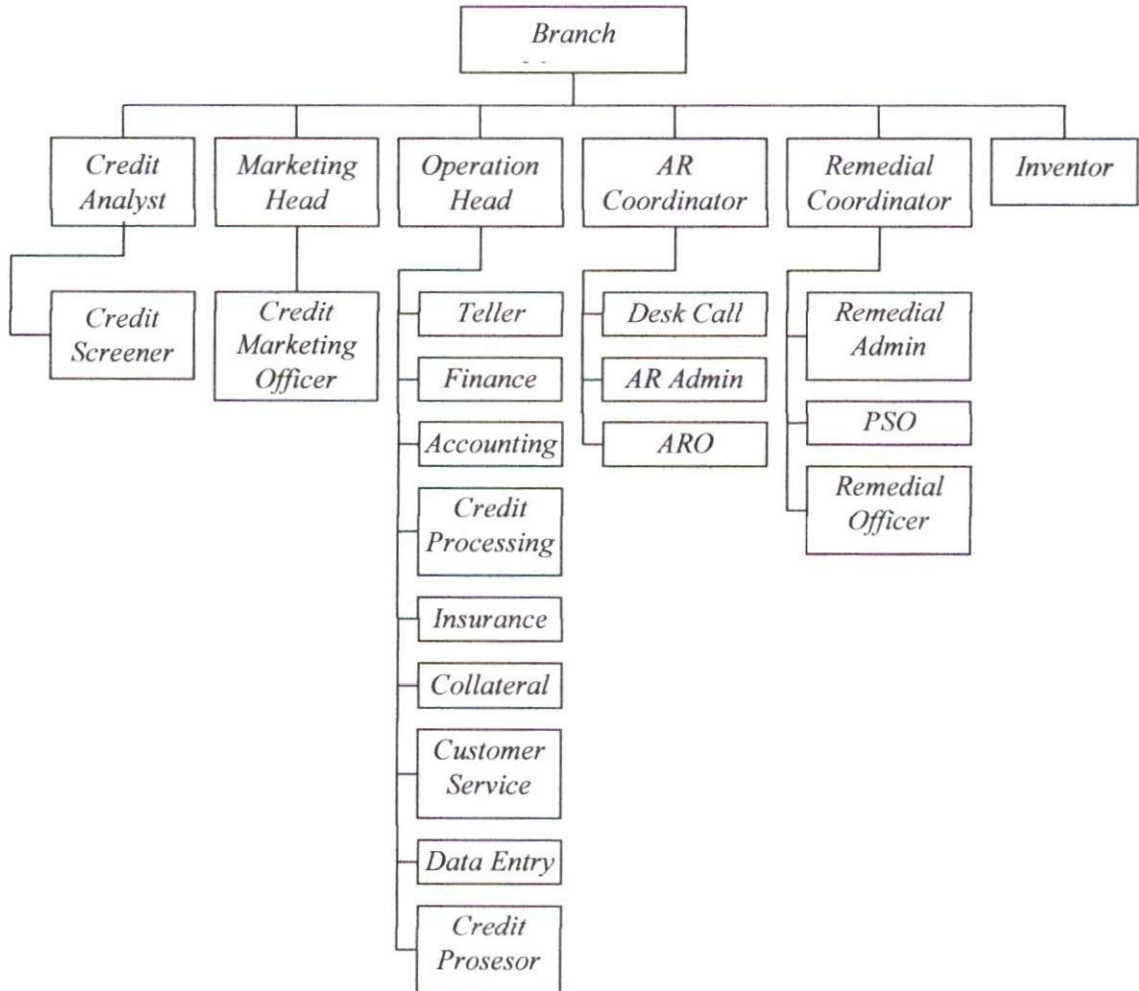 Branch
Credit
Analyst
Marketing
Head
Operation
Head
AR
Coordinator
Remedial
Coordinator
Inventor
Credit
Screener
Credit
Marketing
Officer
Teller
Finance
Accounting
Credit
Processing
Insurance
Collateral
Customer
Service
Data Entry
Credit
Prosesor
Desk Call
AR Admin
ARO
Remedial
Admin
PSO
Remedial
Officer